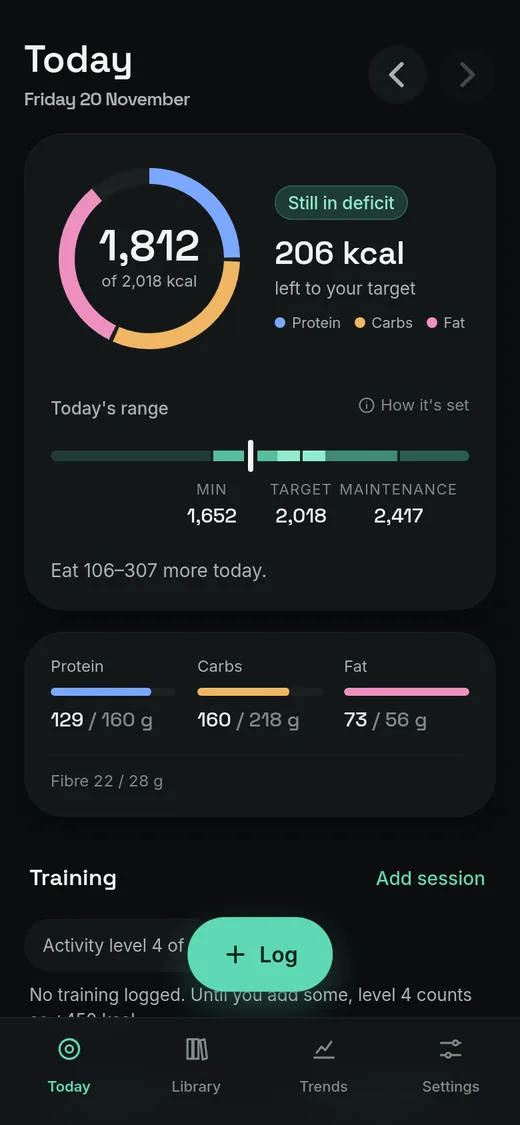 Today
Friday 20 November
1,812
of 2,018 kcal
Still in deficit
206 kcal
left to your target
Protein Carbs Fat
Today's range
How it's set
MIN TARGET MAINTENANCE
1,652 2,018 2,417
Eat 106–307 more today.
Protein Carbs Fat
129 / 160 g 160 / 218 g 73 / 56 g
Fibre 22 / 28 g
Training
Add session
Activity level 4 of
+ Log
No training logged. Until you add some, level 4 counts
Today Library Trends Settings